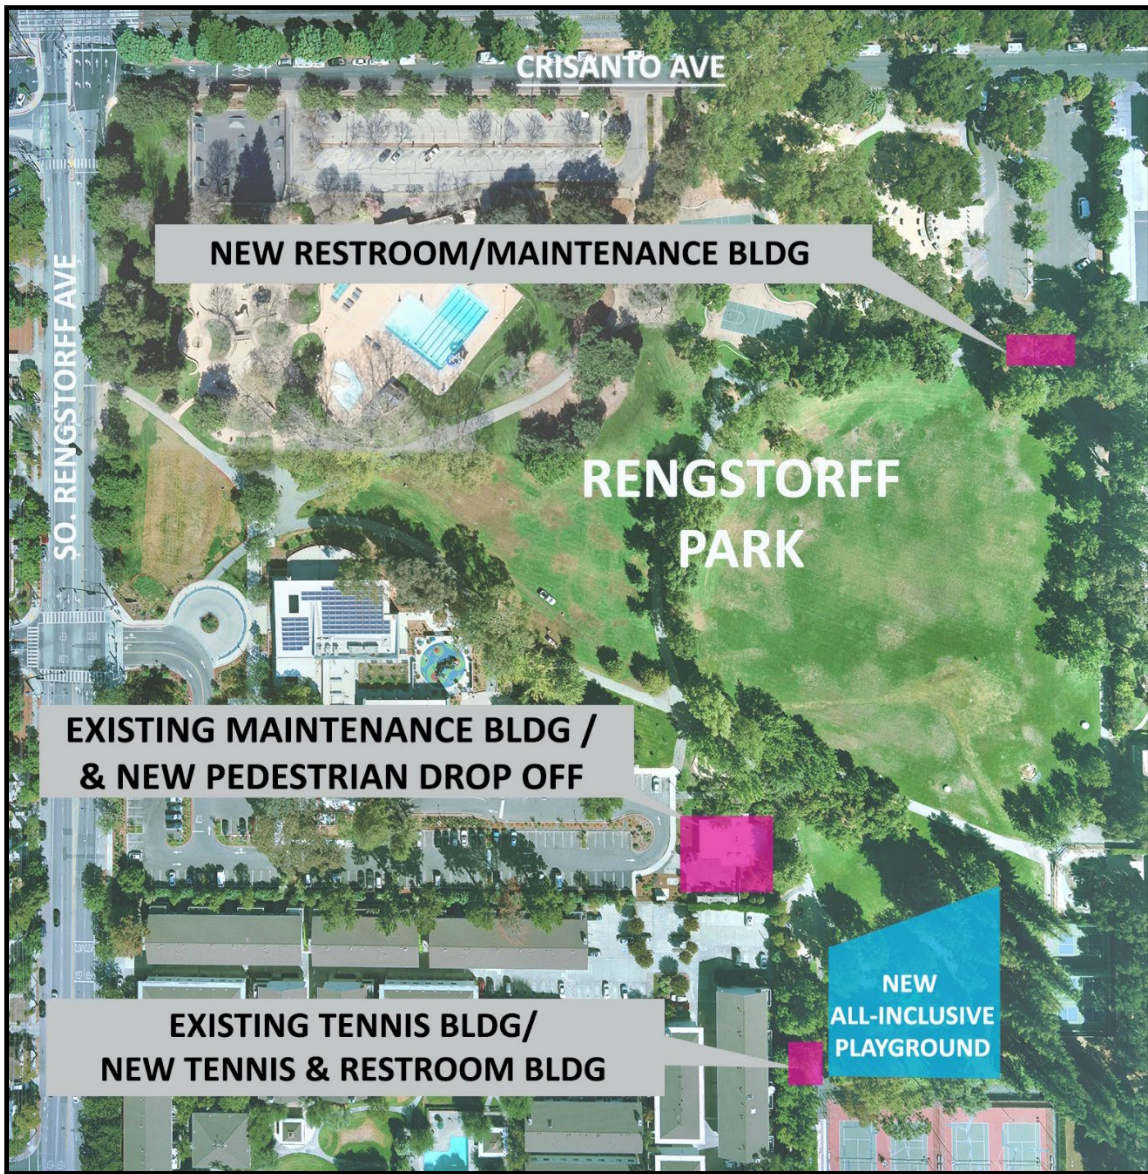 CRISANTO AVE
NEW RESTROOM/MAINTENANCE BLDG
SO. RENGSTORFF AVE
RENGSTORFF
PARK
EXISTING MAINTENANCE BLDG /
& NEW PEDESTRIAN DROP OFF
NEW
ALL-INCLUSIVE
PLAYGROUND
EXISTING TENNIS BLDG/
NEW TENNIS & RESTROOM BLDG